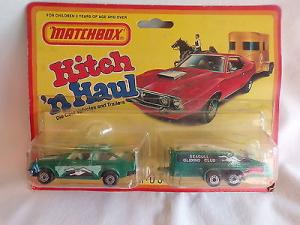 FOR CHILDREN 3 YEARS OF AGE AND OVER
MATCHBOX
Hitch
'n Haul
Die Cast Vehicles and Trailers
SEAGULL
GLIDING CLUB